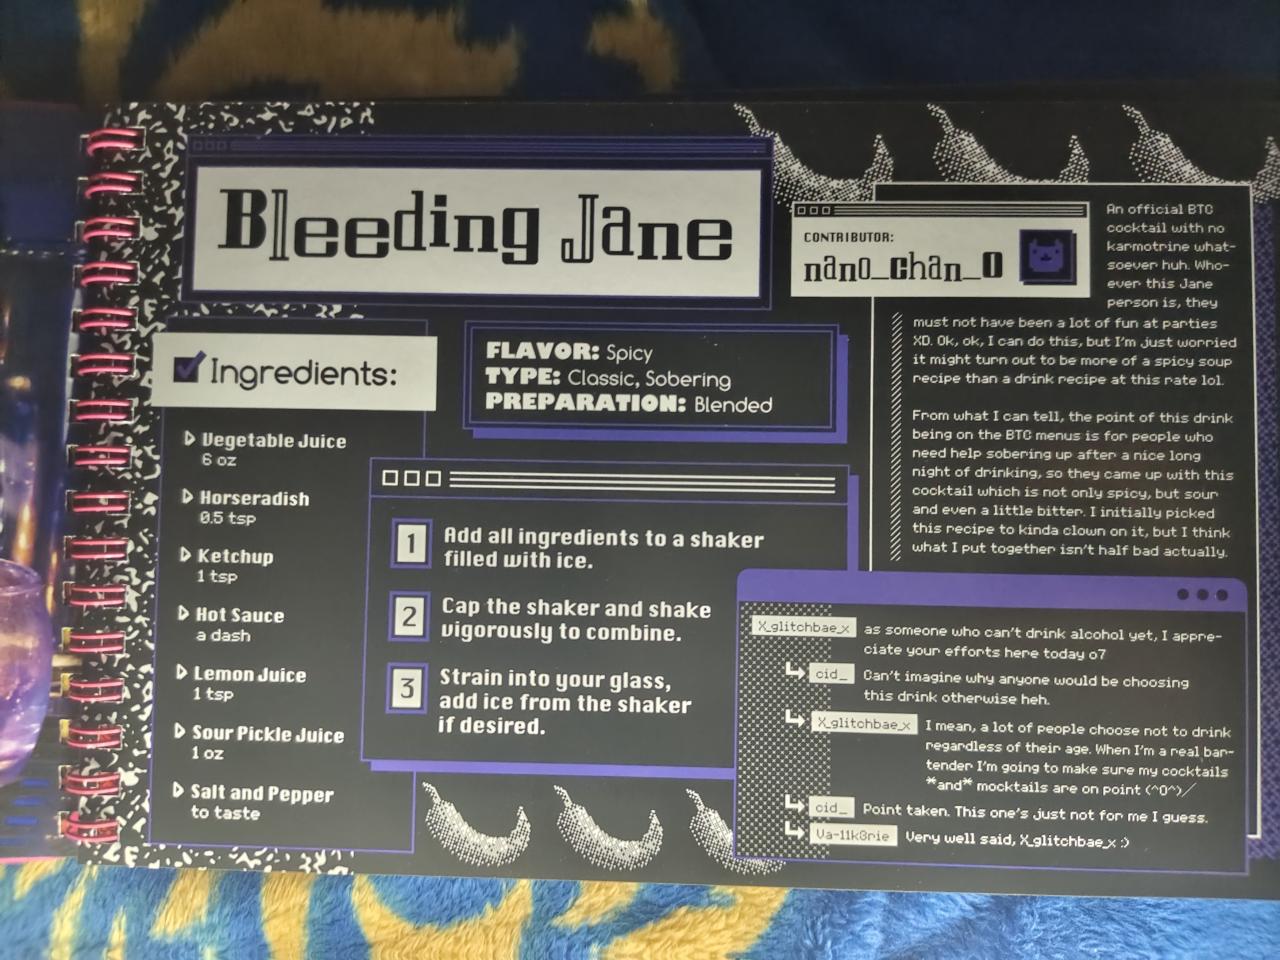 Bleeding Jane
Ingredients:
Vegetable Juice
6 oz
Horseradish
0.5 tsp
Ketchup
1 tsp
Hot Sauce
a dash
Lemon Juice
1 tsp
Sour Pickle Juice
1 oz
Salt and Pepper
to taste
FLAVOR: Spicy
TYPE: Classic, Sobering
PREPARATION: Blended
1
Add all ingredients to a shaker
filled with ice.
2
Cap the shaker and shake
vigorously to combine.
3
Strain into your glass,
add ice from the shaker
if desired.
CONTRIBUTOR:
nano_chan_0
An official BTC
cocktail with no
karmotrine what-
soever huh. Who-
ever this Jane
person is, they
must not have been a lot of fun at parties
XD. Ok, ok, I can do this, but I'm just worried
it might turn out to be more of a spicy soup
recipe than a drink recipe at this rate lol.
From what I can tell, the point of this drink
being on the BTC menus is for people who
need help sobering up after a nice long
night of drinking, so they came up with this
cocktail which is not only spicy, but sour
and even a little bitter. I initially picked
this recipe to kinda clown on it, but I think
what I put together isn't half bad actually.
X_glitchbae_x as someone who can't drink alcohol yet, I appre-
ciate your efforts here today o7
cid_ Can't imagine why anyone would be choosing
this drink otherwise heh.
X_glitchbae_x I mean, a lot of people choose not to drink
regardless of their age. When I'm a real bar-
tender I'm going to make sure my cocktails
*and* mocktails are on point (^0^)/
cid_ Point taken. This one's just not for me I guess.
Va-11k3rie Very well said, X_glitchbae_x :)